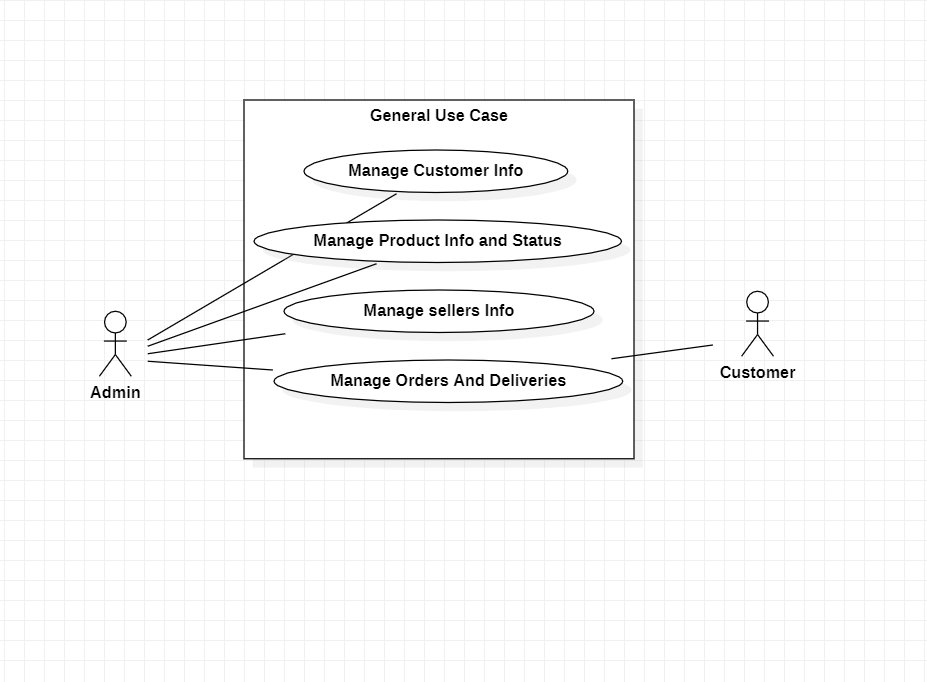 General Use Case
Manage Customer Info
Manage Product Info and Status
Manage sellers Info
Manage Orders And Deliveries
Admin
Customer